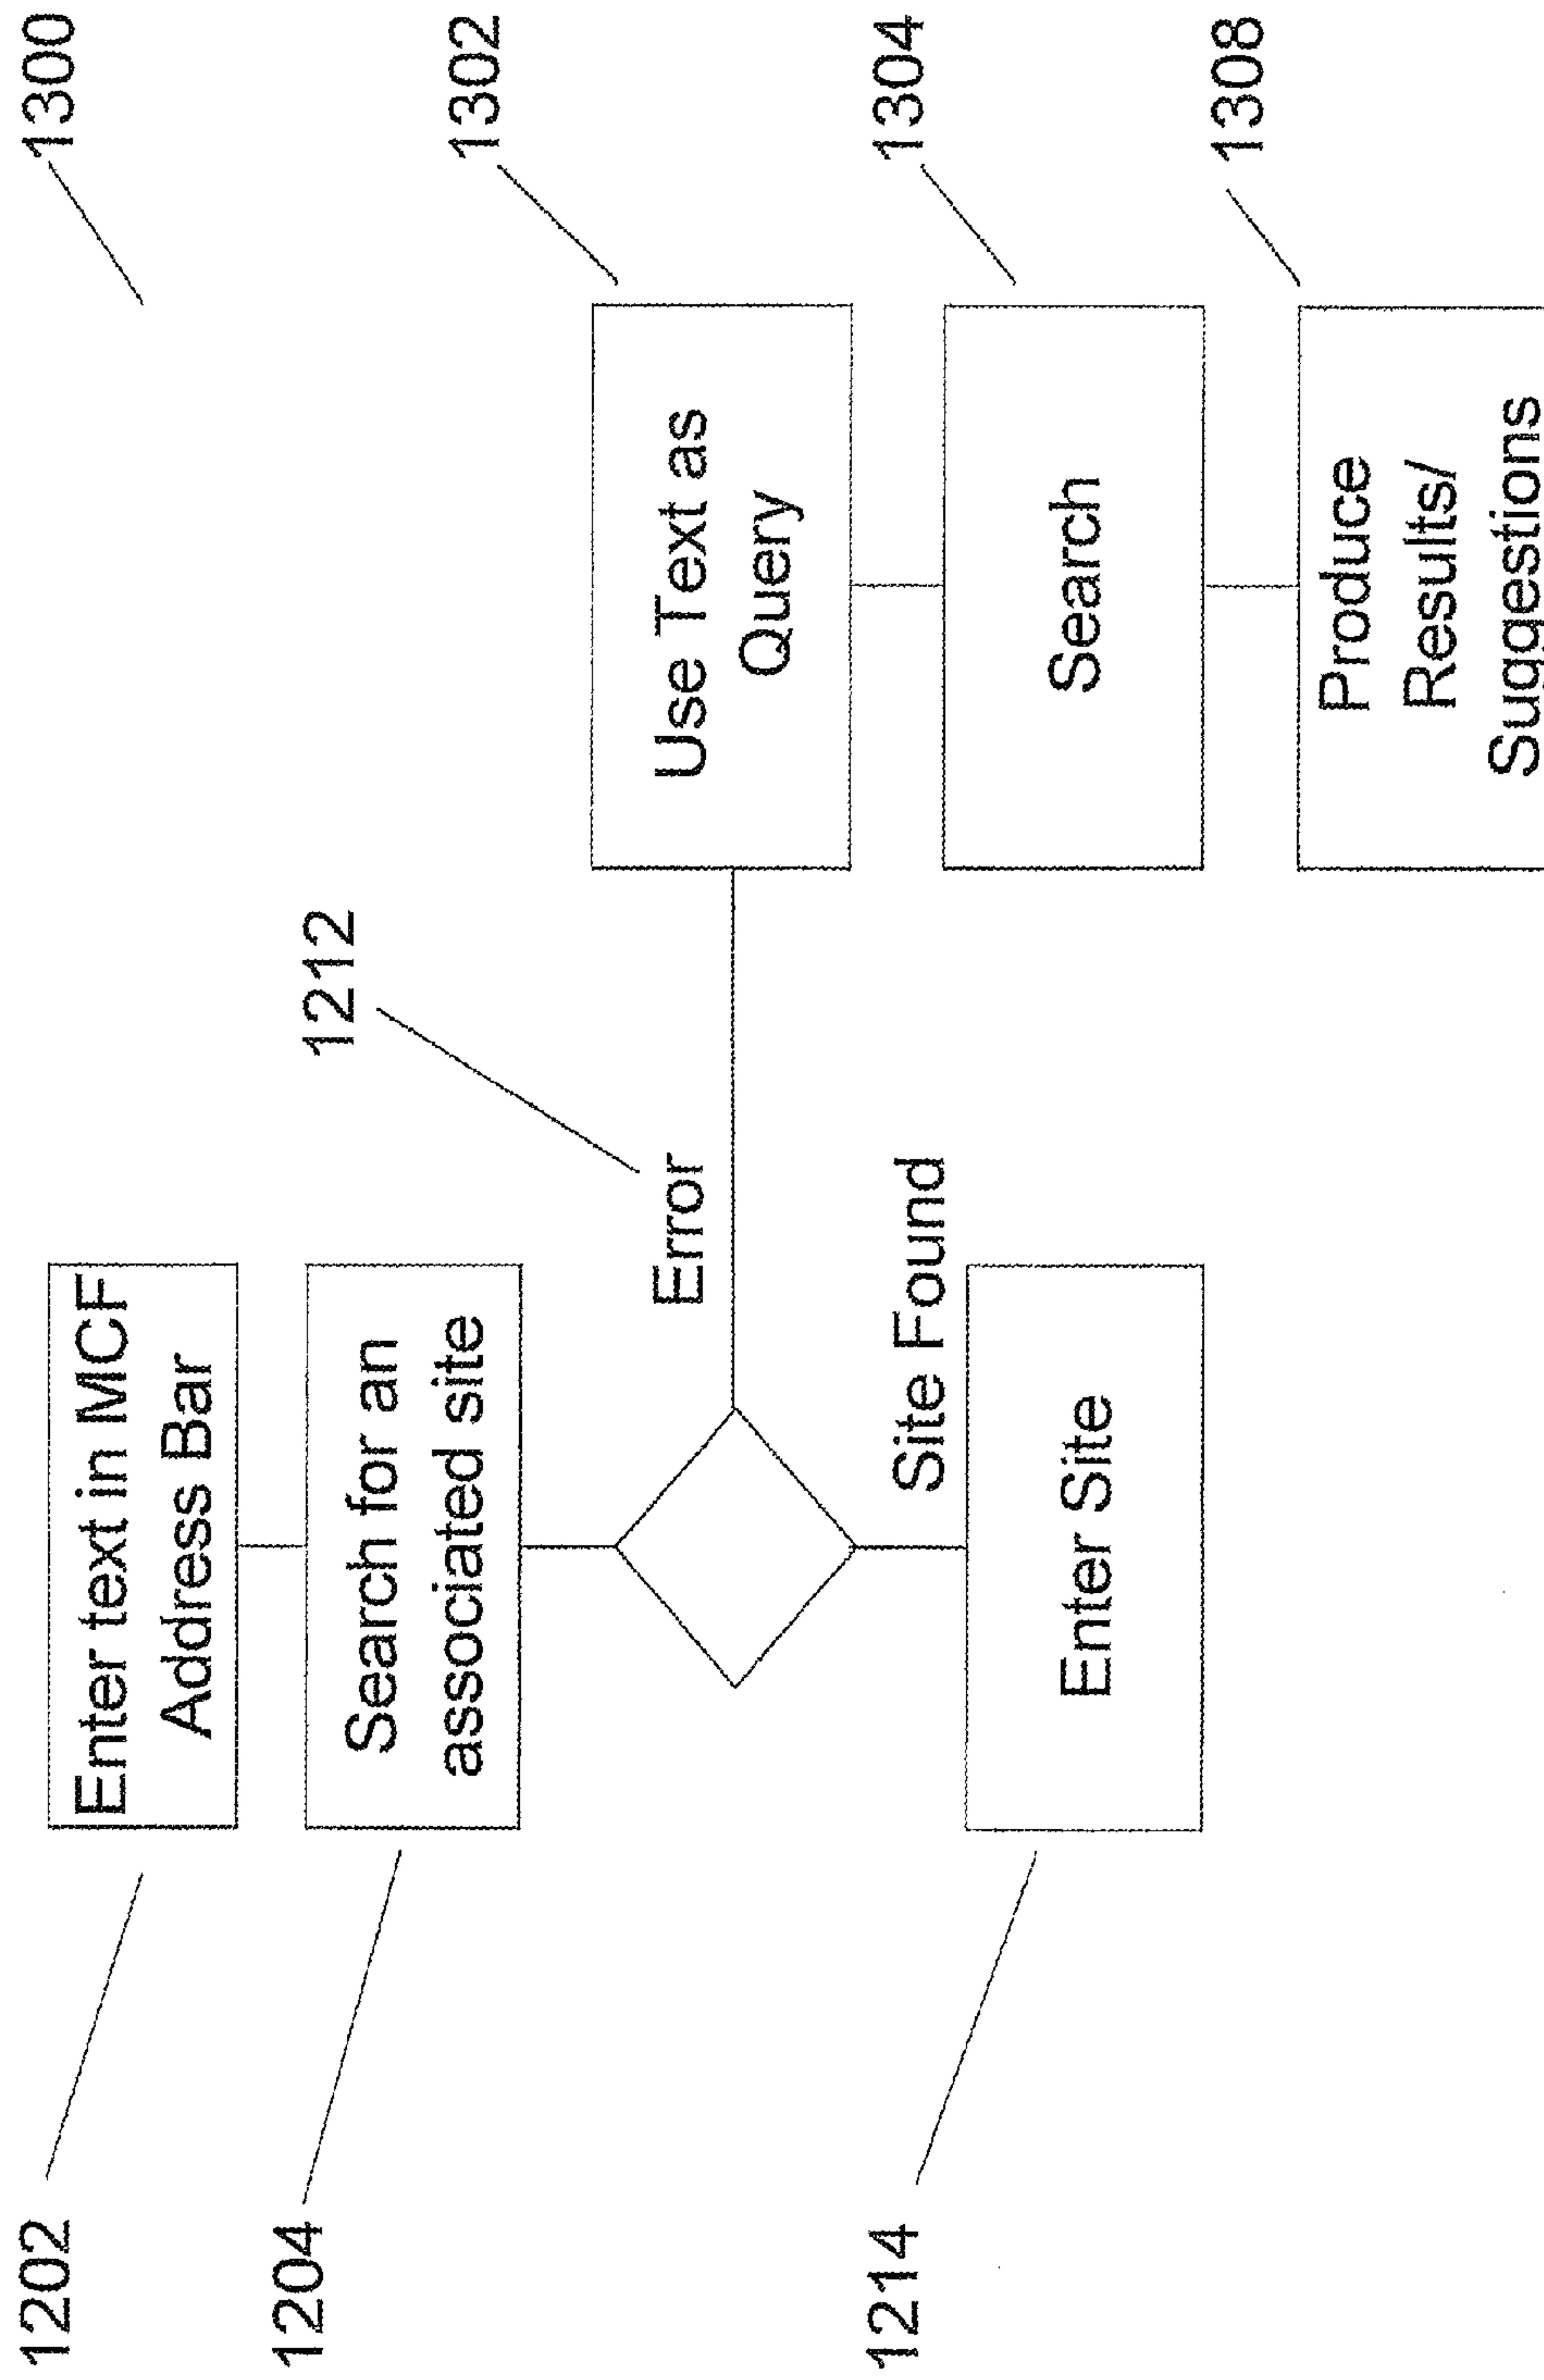 1300
1202
Enter text in MCF
Address Bar
1204
Search for an
associated site
1212
Error
1302
Use Text as
Query
1304
Search
Site Found
1214
Enter Site
1308
Produce
Results/
Suggestions